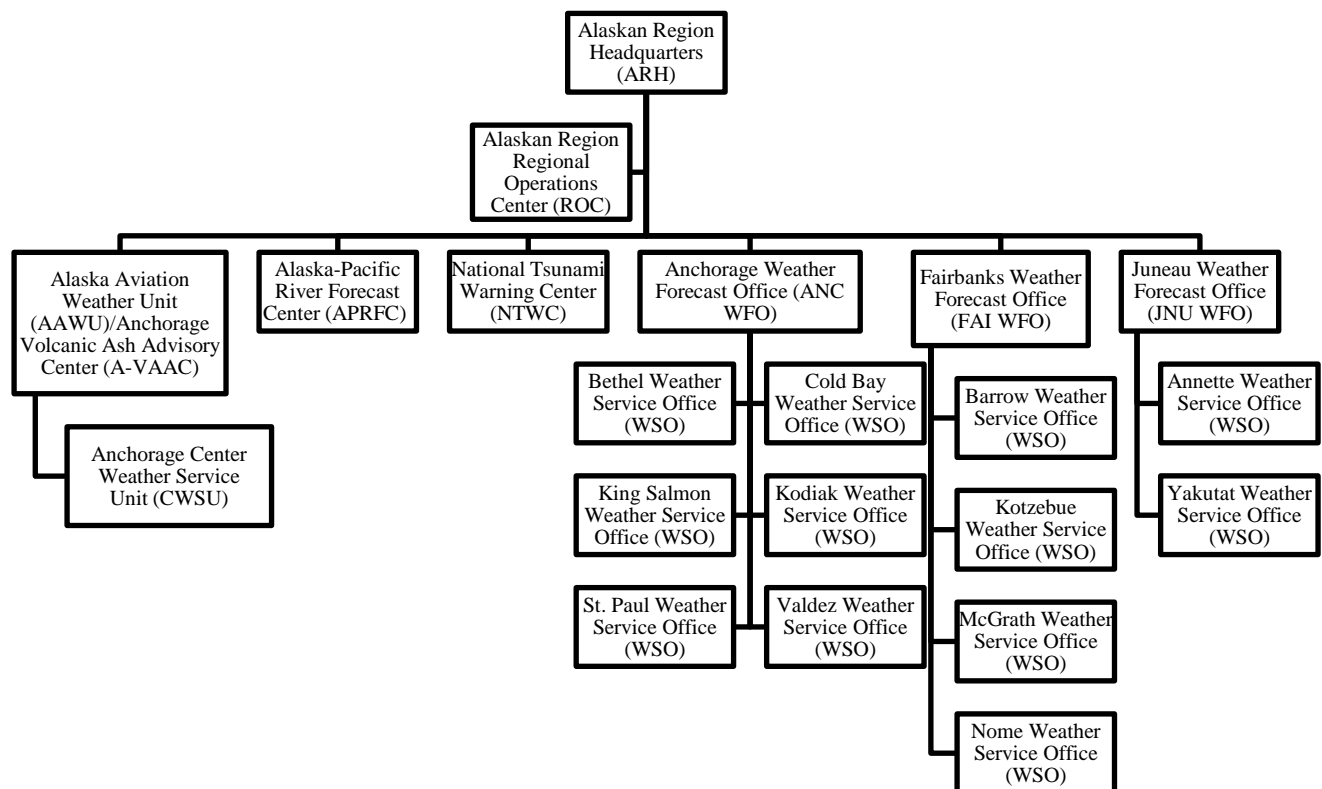 Alaskan Region
Headquarters
(ARH)
Alaskan Region
Regional
Operations
Center (ROC)
Alaska Aviation
Weather Unit
(AAWU)/Anchorage
Volcanic Ash Advisory
Center (A-VAAC)
Alaska-Pacific
River Forecast
Center (APRFC)
National Tsunami
Warning Center
(NTWC)
Anchorage Weather
Forecast Office (ANC
WFO)
Fairbanks Weather
Forecast Office
(FAI WFO)
Juneau Weather
Forecast Office
(JNU WFO)
Anchorage Center
Weather Service
Unit (CWSU)
Bethel Weather
Service Office
(WSO)
Cold Bay
Weather Service
Office (WSO)
King Salmon
Weather Service
Office (WSO)
Kodiak Weather
Service Office
(WSO)
St. Paul Weather
Service Office
(WSO)
Valdez Weather
Service Office
(WSO)
Barrow Weather
Service Office
(WSO)
Kotzebue
Weather Service
Office (WSO)
McGrath Weather
Service Office
(WSO)
Nome Weather
Service Office
(WSO)
Annette Weather
Service Office
(WSO)
Yakutat Weather
Service Office
(WSO)